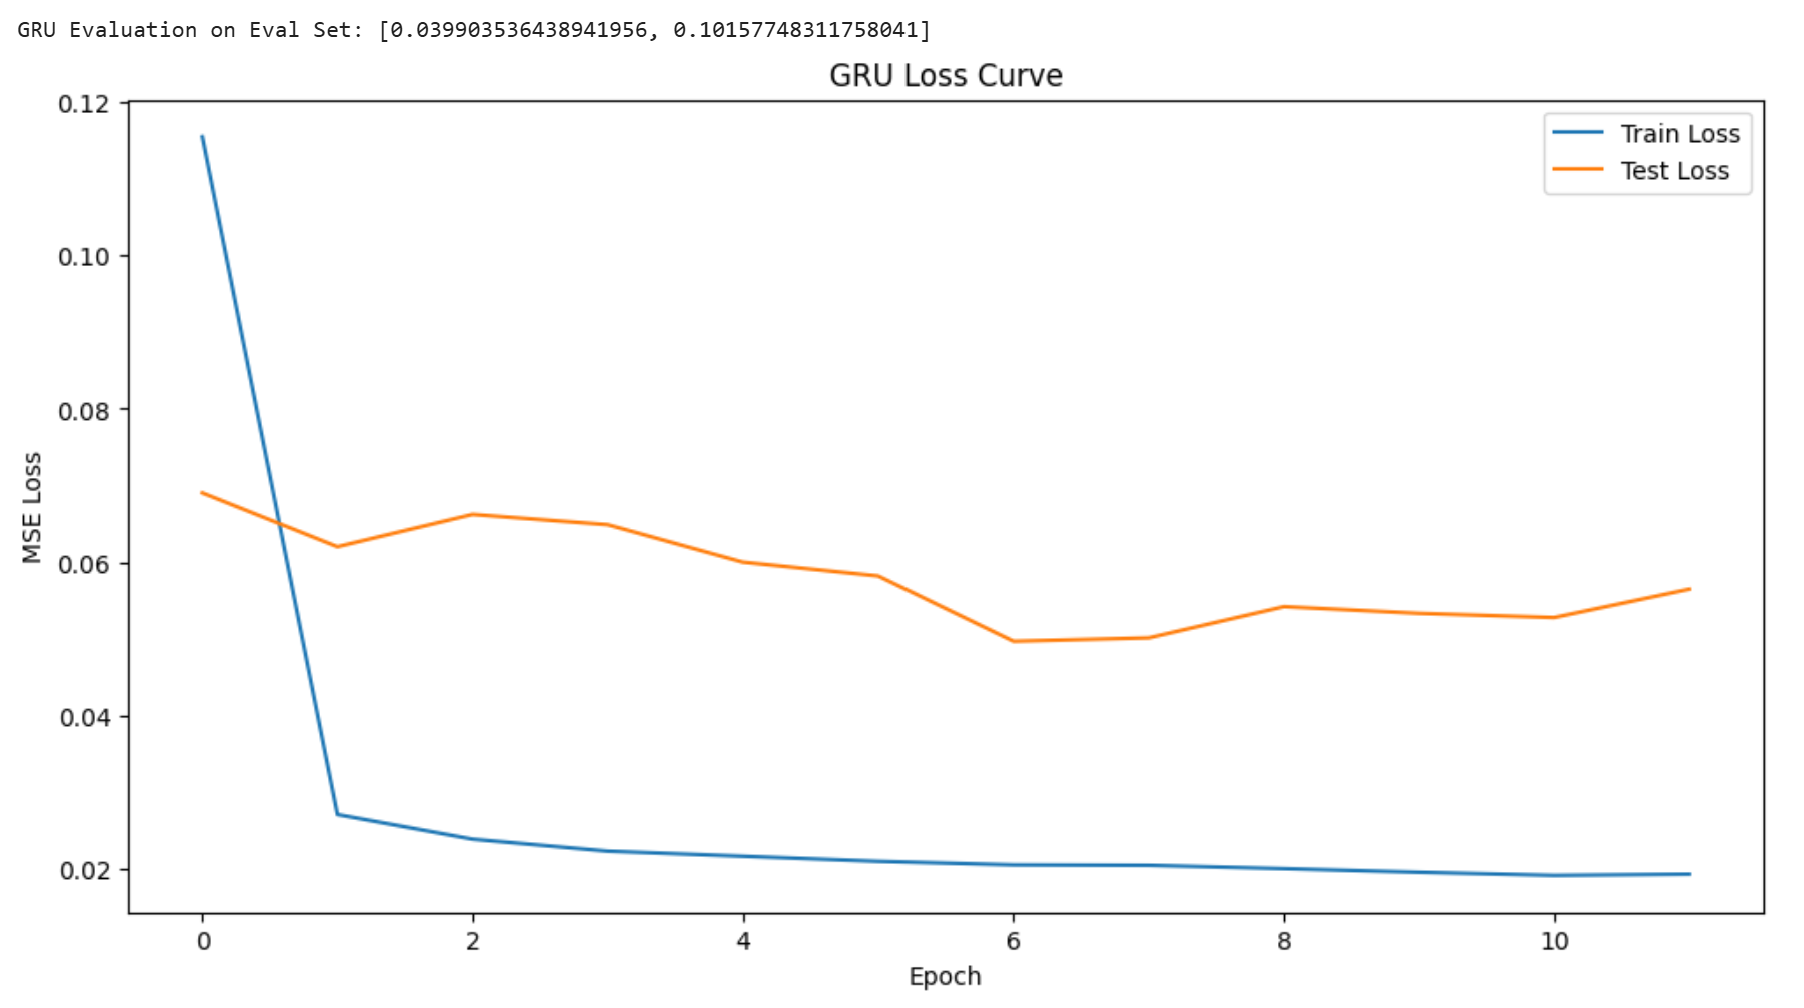 GRU Evaluation on Eval Set: [0.039903536438941956, 0.10157748311758041]
GRU Loss Curve
Train Loss
Test Loss
0.12
0.10
0.08
0.06
0.04
0.02
MSE Loss
0 2 4 6 8 10
Epoch